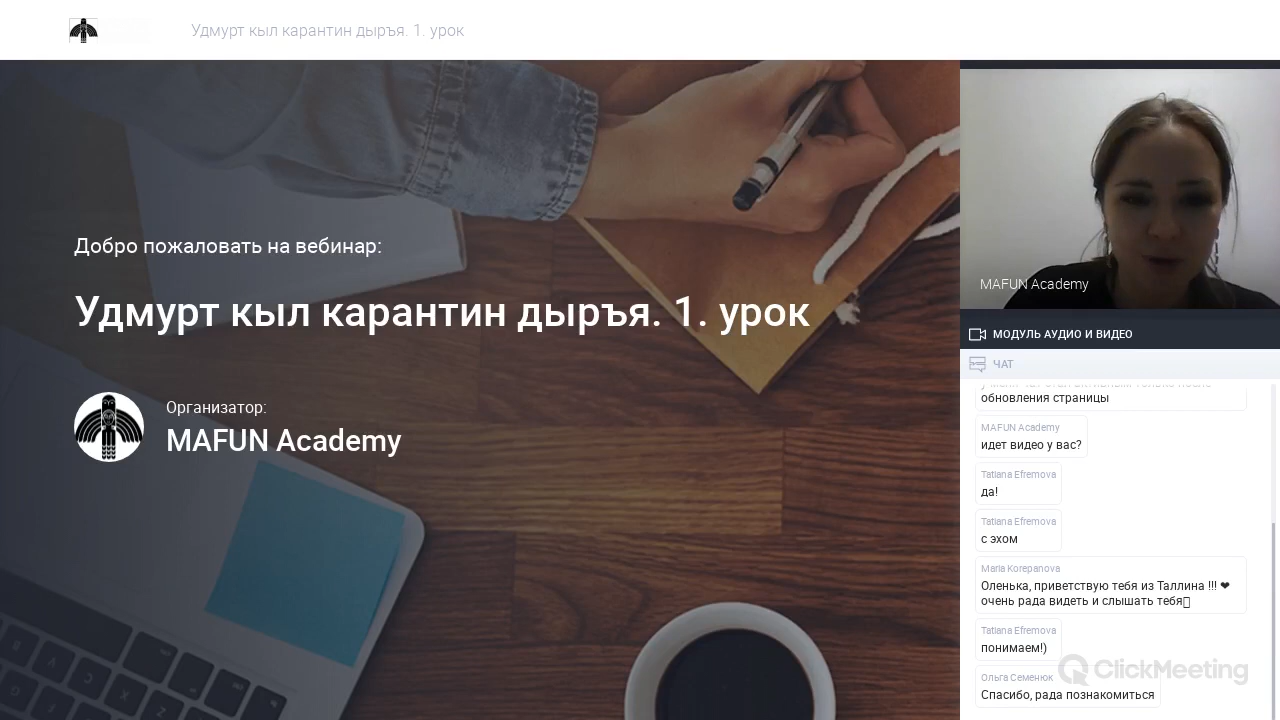 Удмурт кыл карантин дыръя. 1. урок
Добро пожаловать на вебинар:
Удмурт кыл карантин дыръя. 1. урок
Организатор:
MAFUN Academy
MAFUN Academy
МОДУЛЬ АУДИО И ВИДЕО
ЧАТ
обновления страницы
MAFUN Academy
идет видео у вас?
Tatiana Efremova
да!
Tatiana Efremova
с эхом
Maria Korepanova
Оленька, приветствую тебя из Таллина !!! ❤
очень рада видеть и слышать тебя
Tatiana Efremova
понимаем!)
ClickMeeting
Ольга Семенюк
Спасибо, рада познакомиться